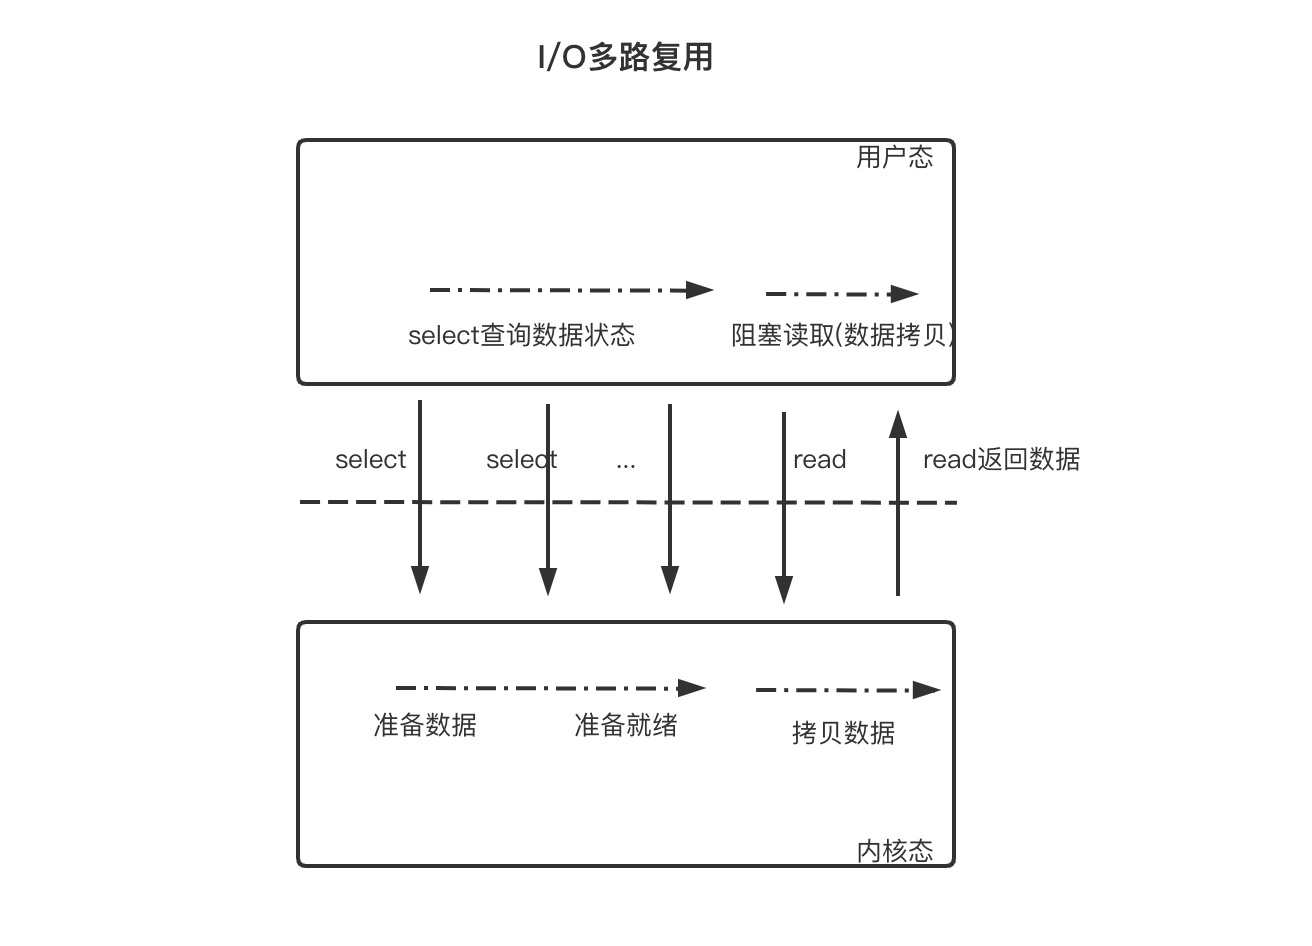 I/O多路复用
用户态
select查询数据状态
阻塞读取(数据拷贝)
select
select
...
read
read返回数据
准备数据
准备就绪
拷贝数据
内核态